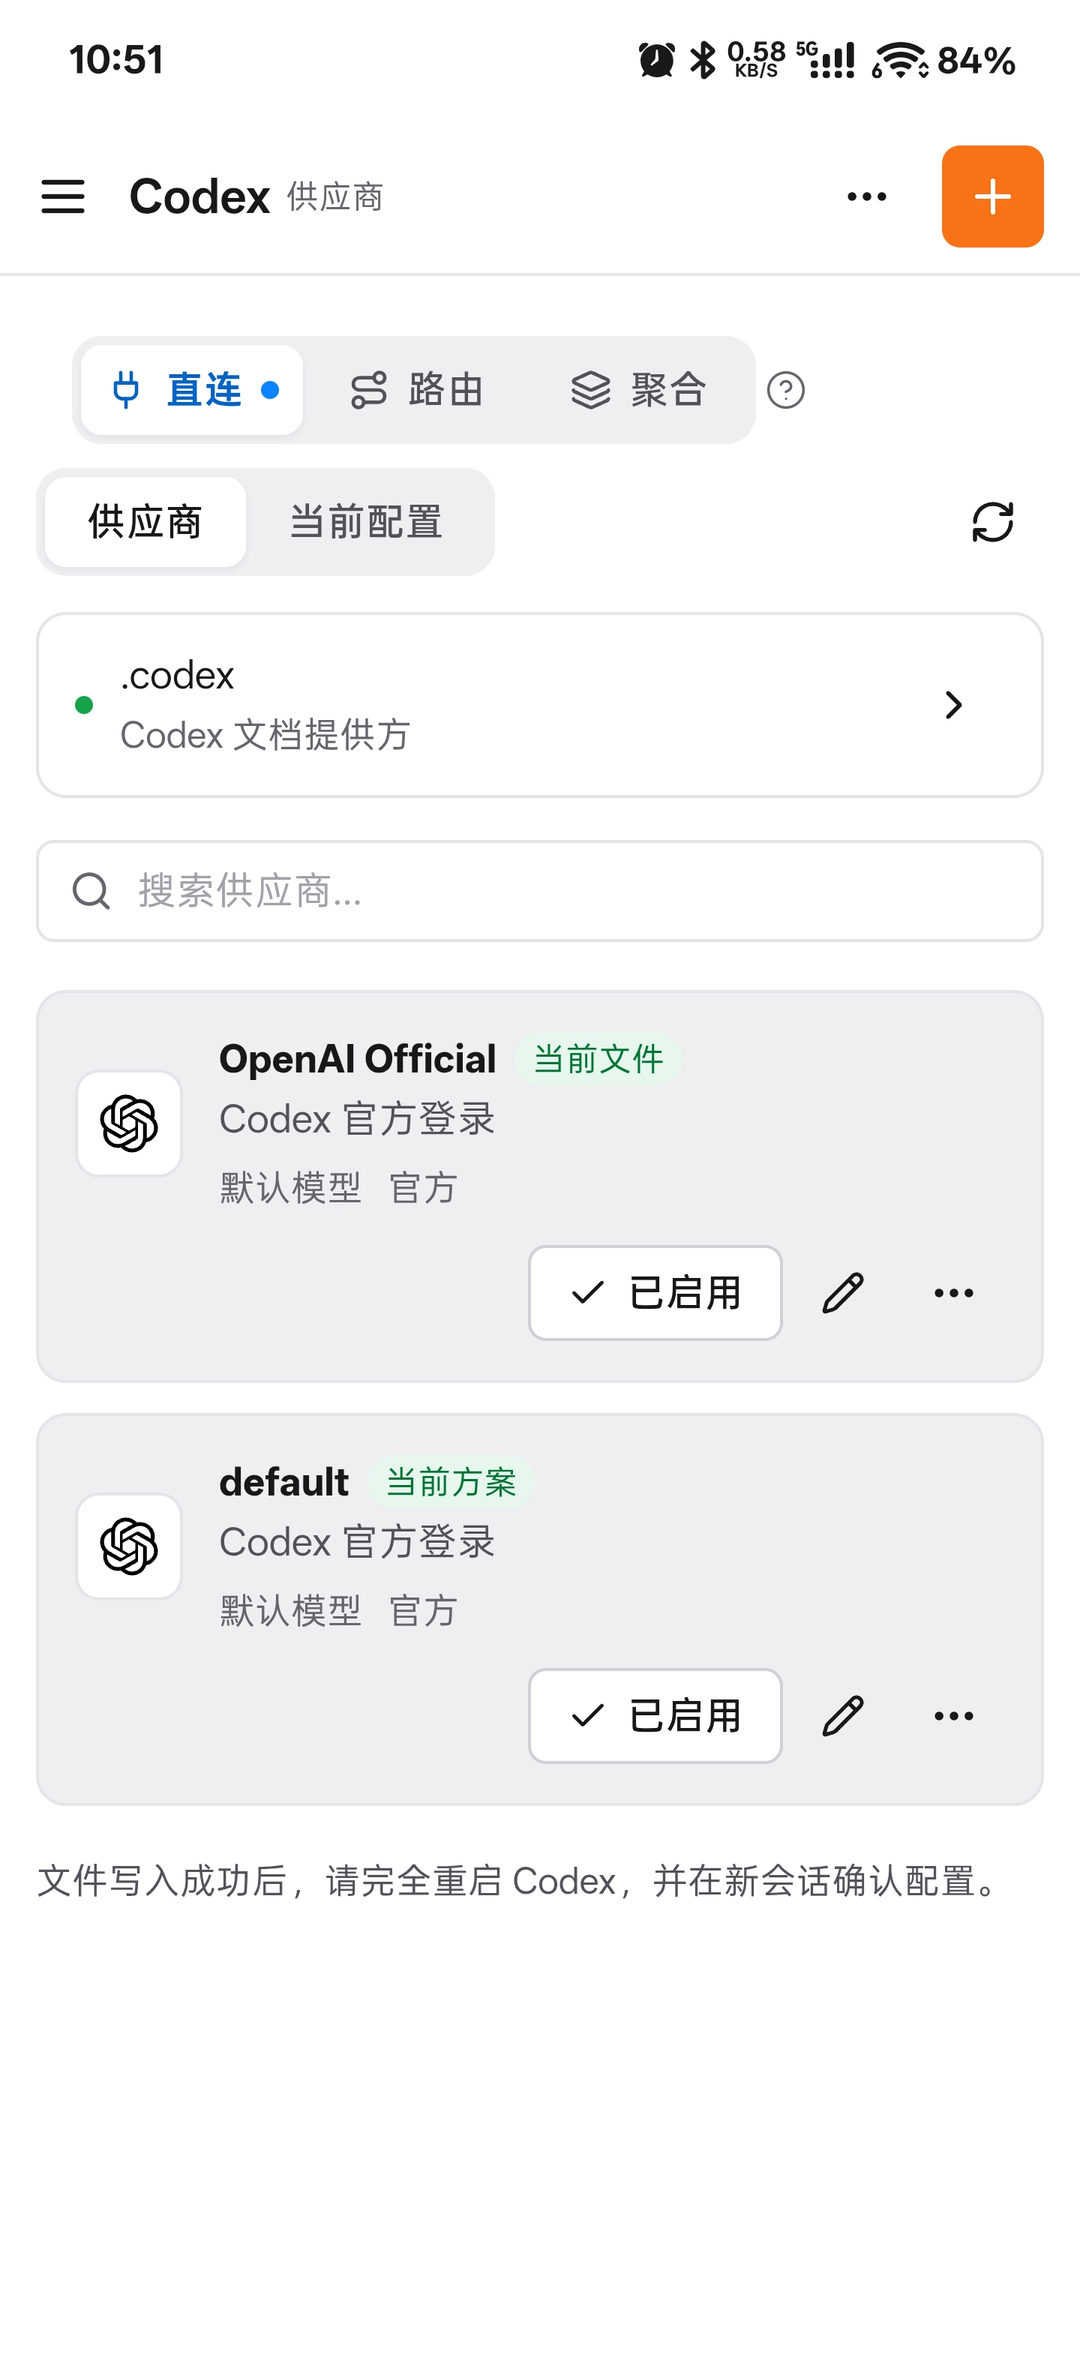 10:51
0.58 KB/S 5G 6 84%
Codex 供应商
直连 路由 聚合 ?
供应商 当前配置
.codex
Codex 文档提供方
搜索供应商...
OpenAI Official 当前文件
Codex 官方登录
默认模型 官方
已启用
default 当前方案
Codex 官方登录
默认模型 官方
已启用
文件写入成功后，请完全重启 Codex，并在新会话确认配置。